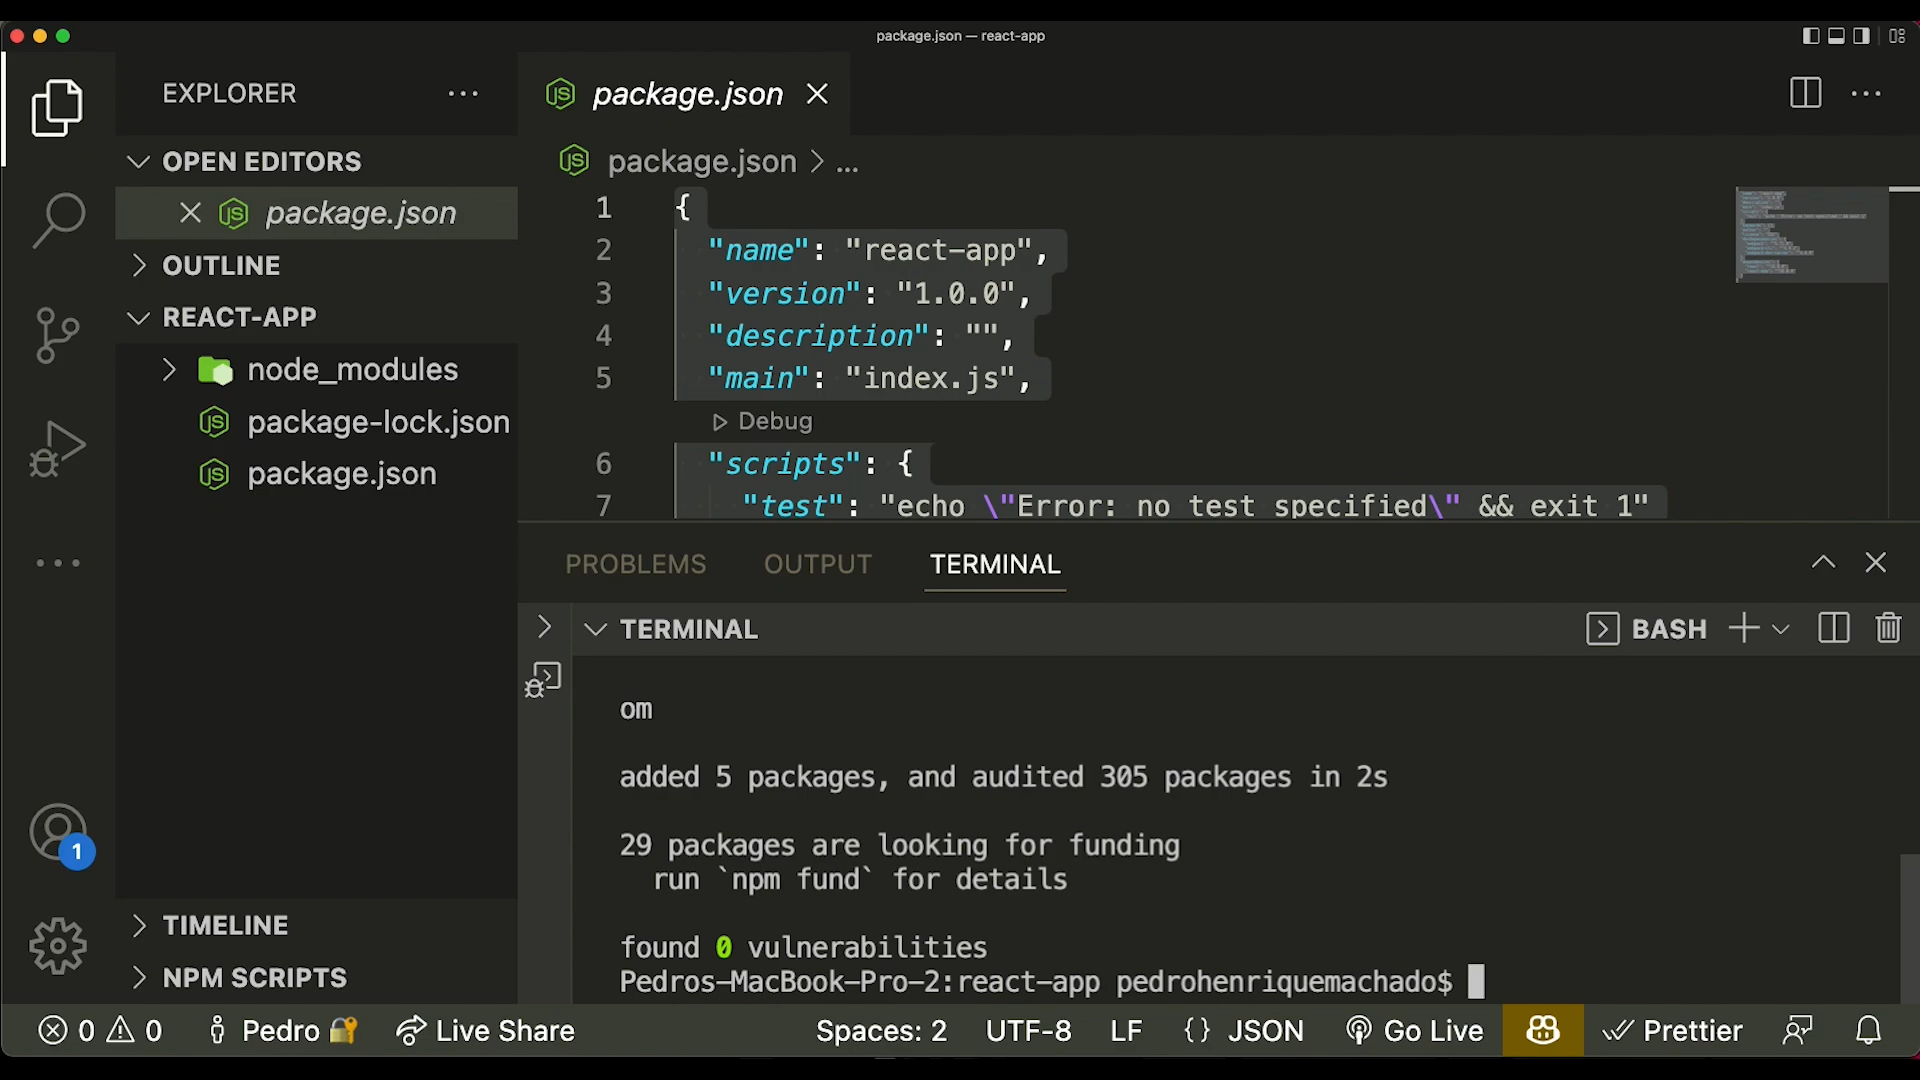 package.json — react-app
EXPLORER
OPEN EDITORS
package.json
OUTLINE
REACT-APP
node_modules
package-lock.json
package.json
TIMELINE
NPM SCRIPTS
package.json
package.json > ...
1 {
2 "name": "react-app",
3 "version": "1.0.0",
4 "description": "",
5 "main": "index.js",
Debug
6 "scripts": {
7 "test": "echo \"Error: no test specified\" && exit 1"
PROBLEMS OUTPUT TERMINAL
TERMINAL
BASH
om
added 5 packages, and audited 305 packages in 2s
29 packages are looking for funding
run `npm fund` for details
found 0 vulnerabilities
Pedros-MacBook-Pro-2:react-app pedrohenriquemachado$
1
0 0 Pedro Live Share Spaces: 2 UTF-8 LF {} JSON Go Live Prettier